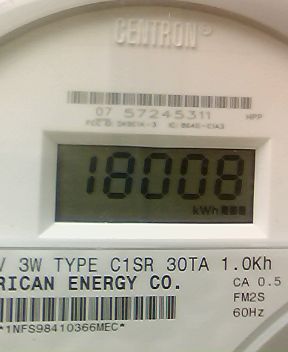 CENTRON®
07 57245311 HPP
18008
kWh
V 3W TYPE C1SR 30TA 1.0Kh
RICAN ENERGY CO. CA 0.5
FM2S
*1NFS98410366MEC* 60Hz